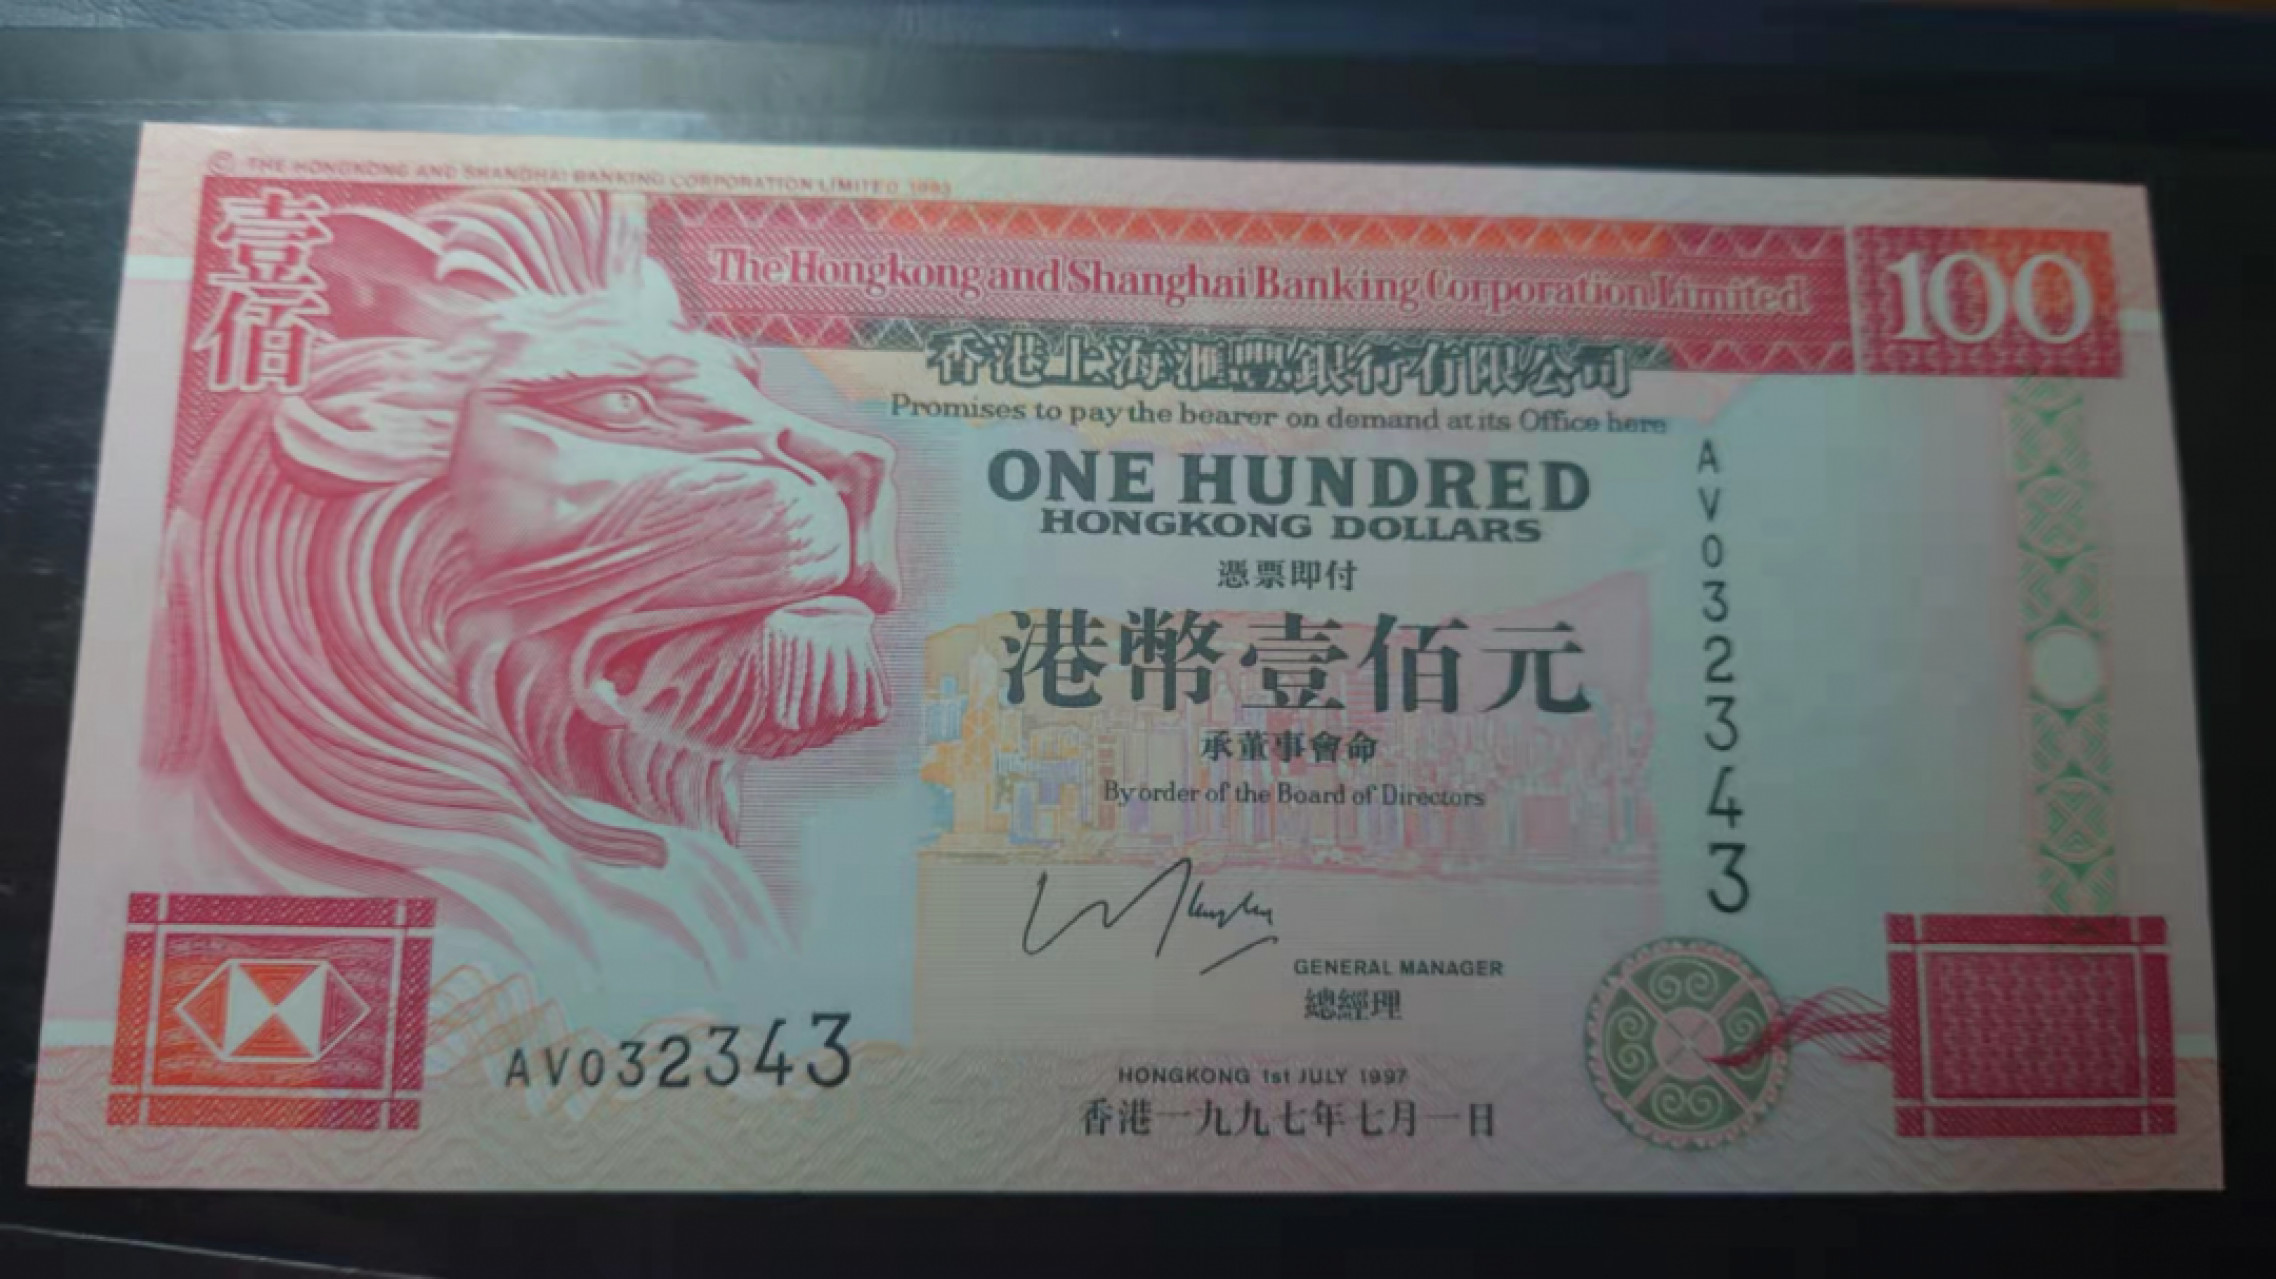 © THE HONGKONG AND SHANGHAI BANKING CORPORATION LIMITED 1993
壹佰
The Hongkong and Shanghai Banking Corporation Limited
100
香港上海滙豐銀行有限公司
Promises to pay the bearer on demand at its Office here
ONE HUNDRED
HONGKONG DOLLARS
憑票即付
港幣壹佰元
承董事會命
By order of the Board of Directors
AV032343
GENERAL MANAGER
總經理
AV032343
HONGKONG 1st JULY 1997
香港一九九七年七月一日